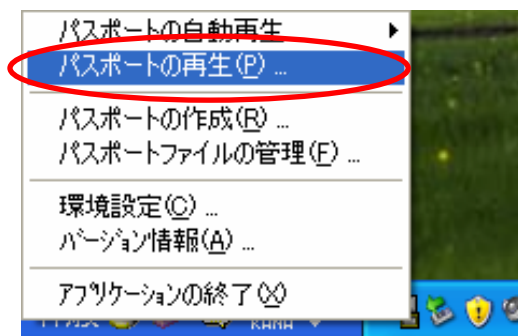 パスポートの自動再生
パスポートの再生(P) ...
パスポートの作成(R) ...
パスポートファイルの管理(F) ...
環境設定(C) ...
バージョン情報(A) ...
アプリケーションの終了(X)
KANA